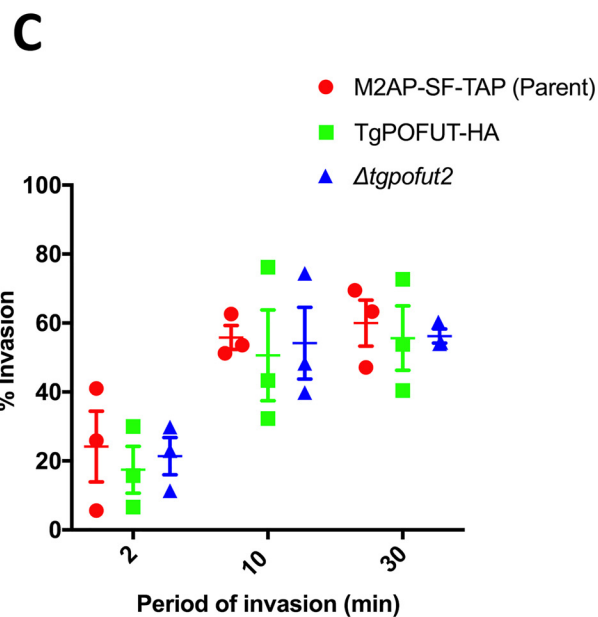 C
M2AP-SF-TAP (Parent)
TgPOFUT-HA
Δtgpofut2
100
80
60
40
20
0
% Invasion
2
10
30
Period of invasion (min)